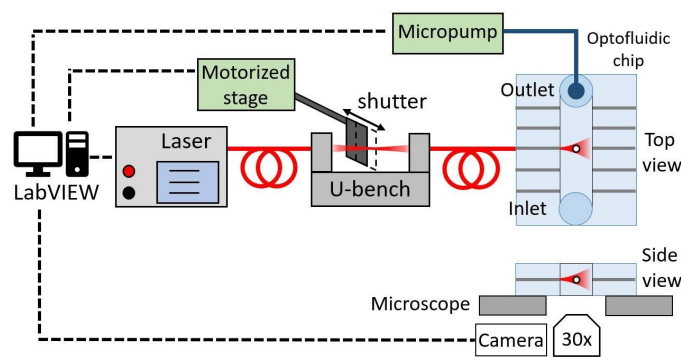 Micropump
Optofluidic
chip
Motorized
stage
shutter
Outlet
Laser
Top
view
LabVIEW
U-bench
Inlet
Side
view
Microscope
Camera
30x